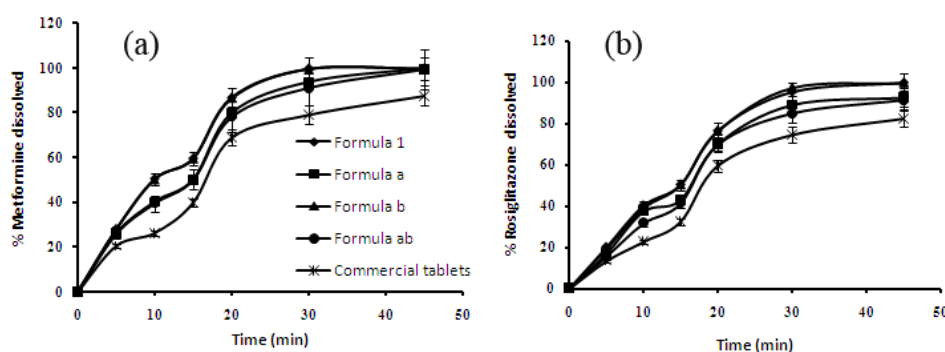 (a)
% Metformine dissolved
120
100
80
60
40
20
0
Formula 1
Formula a
Formula b
Formula ab
Commercial tablets
0 10 20 30 40 50
Time (min)
(b)
% Rosiglitazone dissolved
120
100
80
60
40
20
0
0 10 20 30 40 50
Time (min)